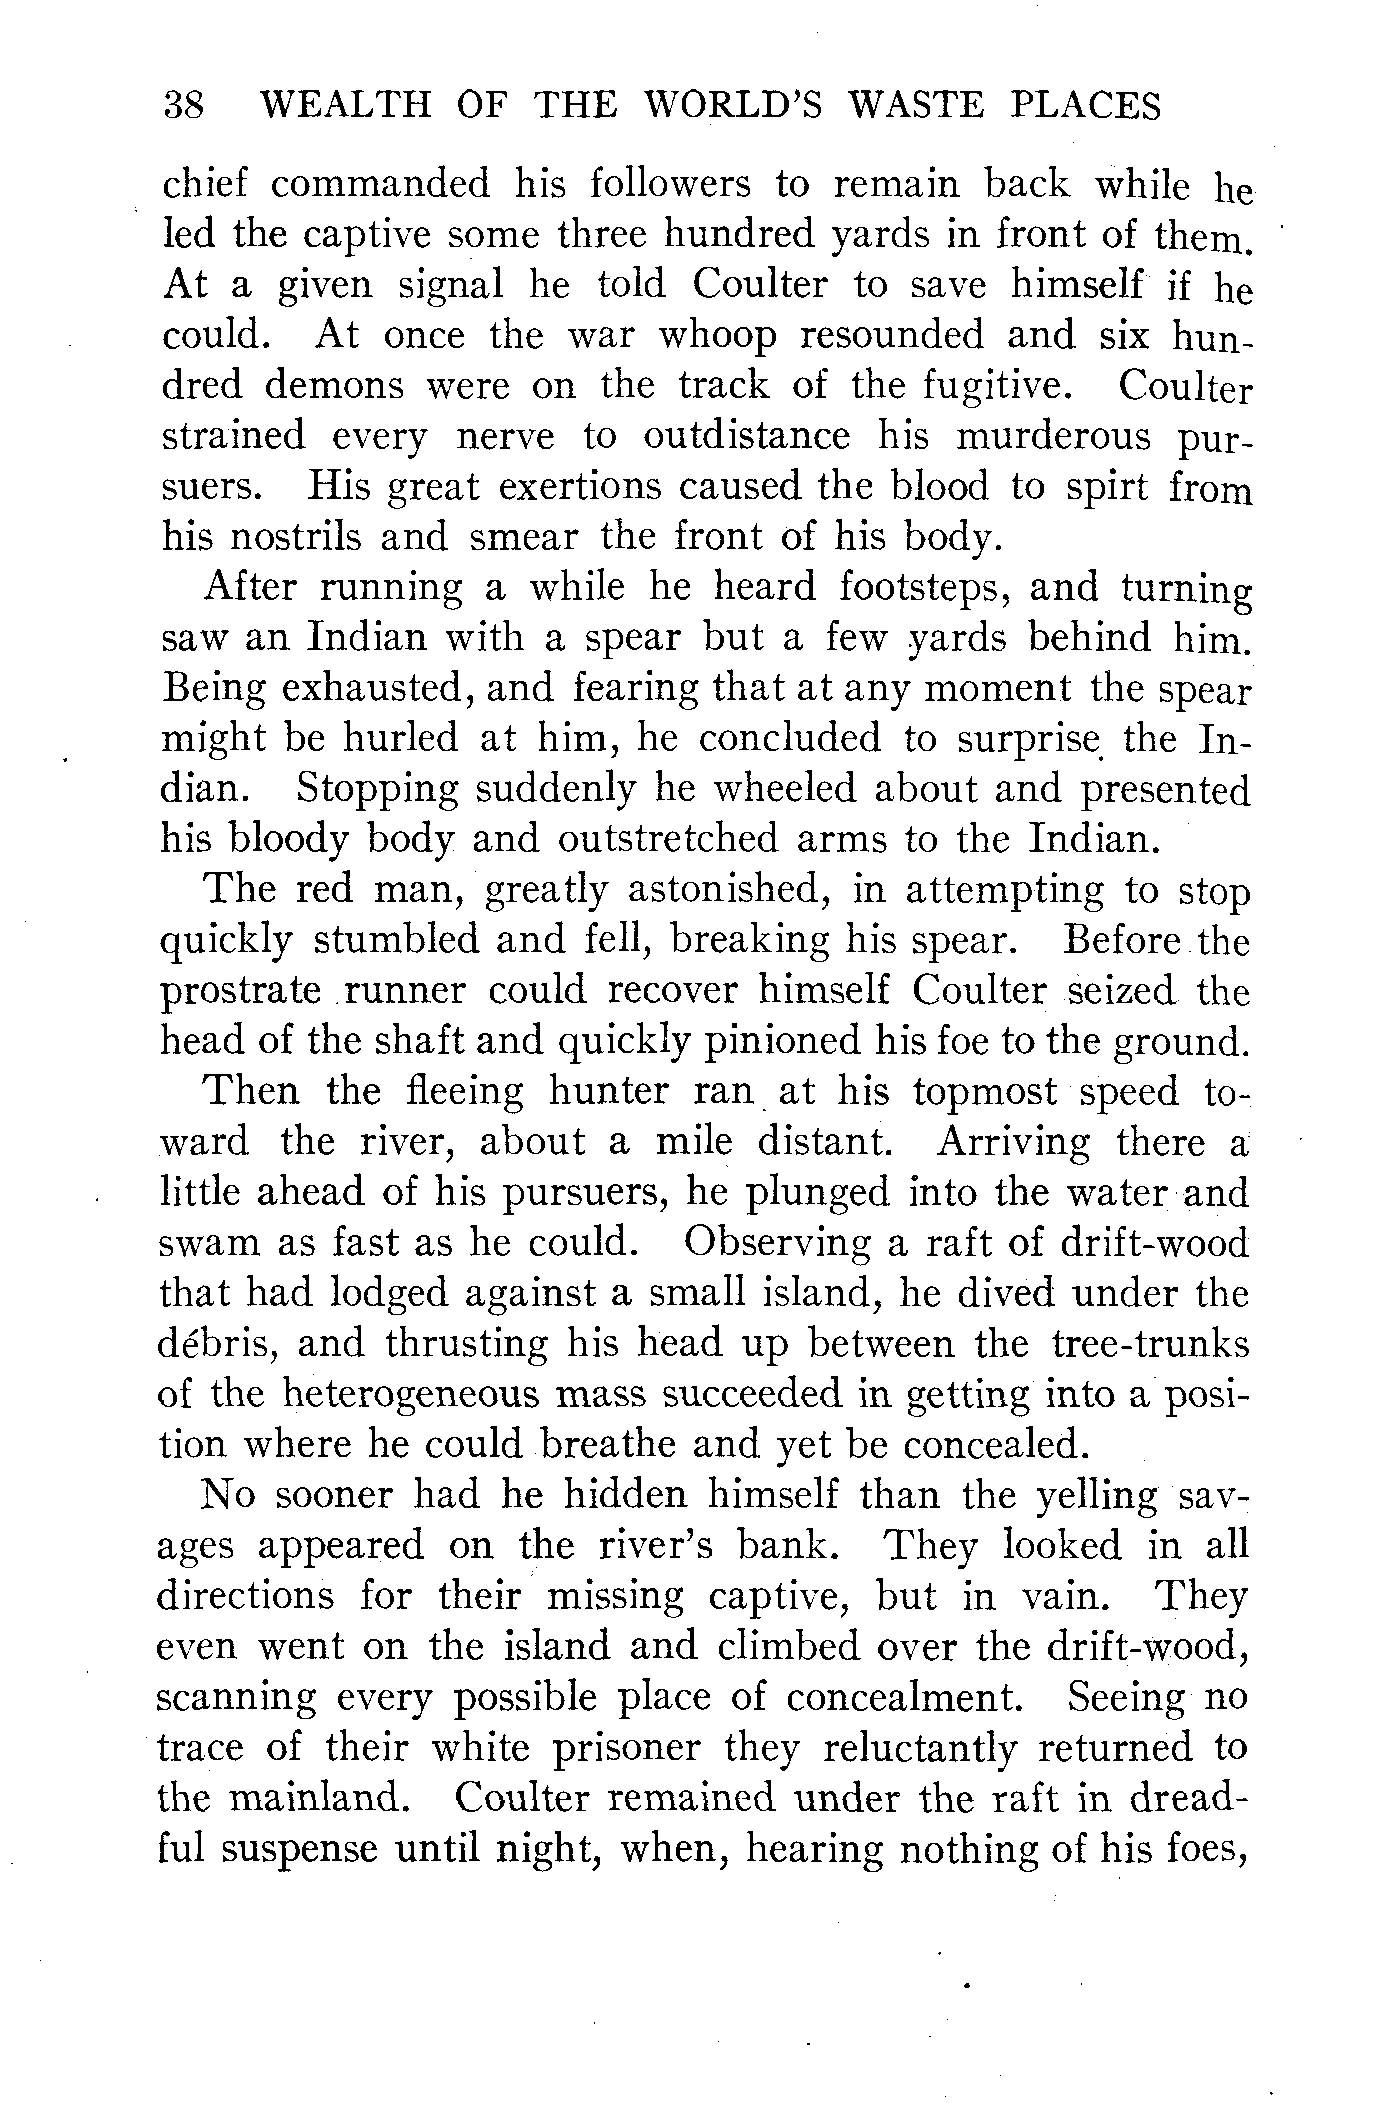 38 WEALTH OF THE WORLD'S WASTE PLACES
chief commanded his followers to remain back while he
led the captive some three hundred yards in front of them.
At a given signal he told Coulter to save himself if he
could. At once the war whoop resounded and six hun-
dred demons were on the track of the fugitive. Coulter
strained every nerve to outdistance his murderous pur-
suers. His great exertions caused the blood to spirt from
his nostrils and smear the front of his body.
After running a while he heard footsteps, and turning
saw an Indian with a spear but a few yards behind him.
Being exhausted, and fearing that at any moment the spear
might be hurled at him, he concluded to surprise the In-
dian. Stopping suddenly he wheeled about and presented
his bloody body and outstretched arms to the Indian.
The red man, greatly astonished, in attempting to stop
quickly stumbled and fell, breaking his spear. Before the
prostrate runner could recover himself Coulter seized the
head of the shaft and quickly pinioned his foe to the ground.
Then the fleeing hunter ran at his topmost speed to-
ward the river, about a mile distant. Arriving there a
little ahead of his pursuers, he plunged into the water and
swam as fast as he could. Observing a raft of drift-wood
that had lodged against a small island, he dived under the
débris, and thrusting his head up between the tree-trunks
of the heterogeneous mass succeeded in getting into a posi-
tion where he could breathe and yet be concealed.
No sooner had he hidden himself than the yelling sav-
ages appeared on the river's bank. They looked in all
directions for their missing captive, but in vain. They
even went on the island and climbed over the drift-wood,
scanning every possible place of concealment. Seeing no
trace of their white prisoner they reluctantly returned to
the mainland. Coulter remained under the raft in dread-
ful suspense until night, when, hearing nothing of his foes,